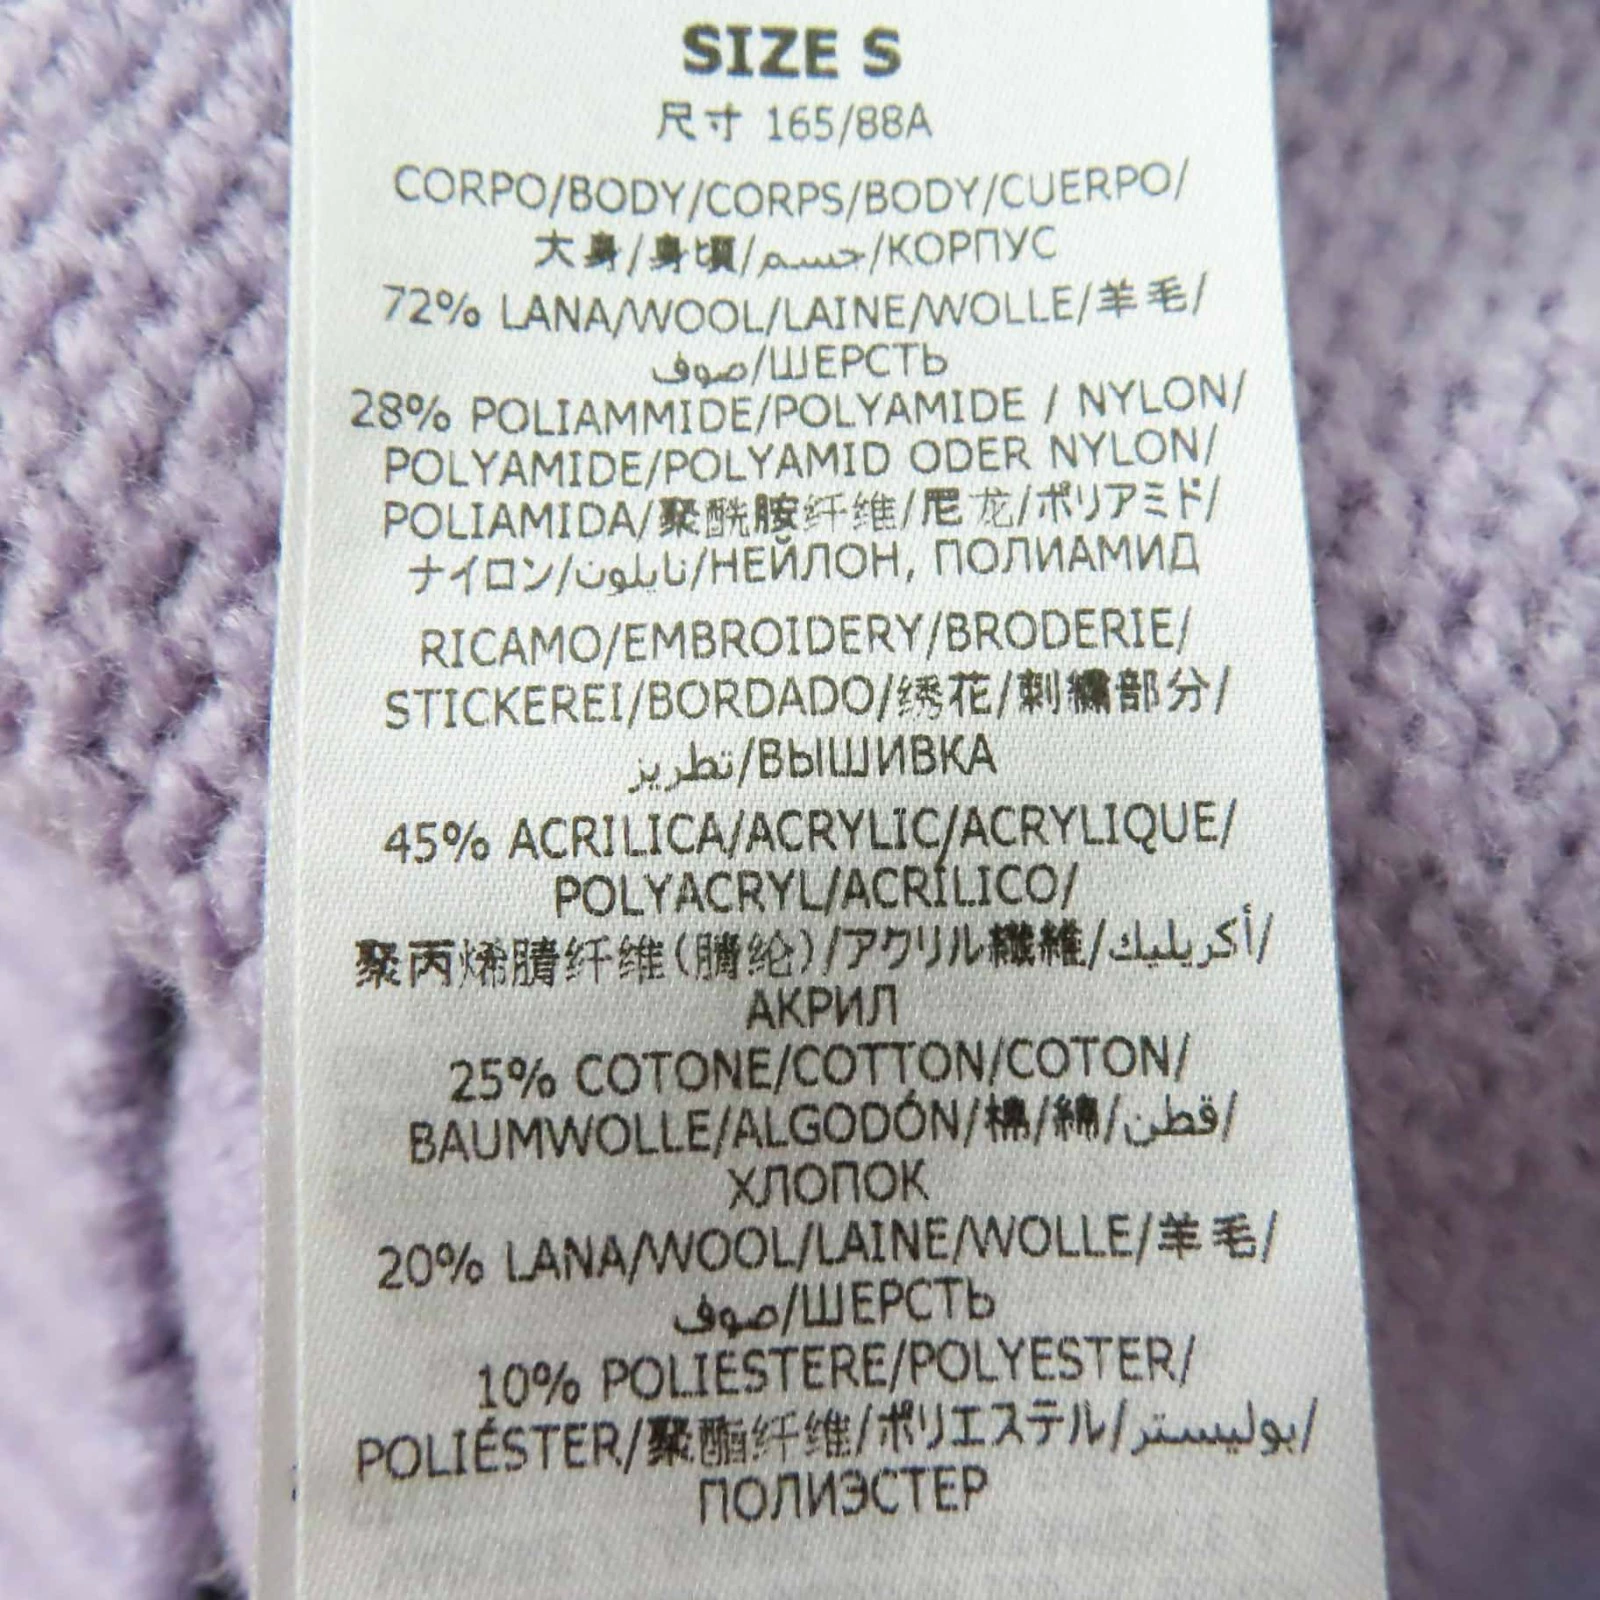 SIZE S
尺寸 165/88A
CORPO/BODY/CORPS/BODY/CUERPO/
大身/身頃/جسم/КОРПУС
72% LANA/WOOL/LAINE/WOLLE/羊毛/
صوف/ШЕРСТЬ
28% POLIAMMIDE/POLYAMIDE / NYLON/
POLYAMIDE/POLYAMID ODER NYLON/
POLIAMIDA/聚酰胺纤维/尼龙/ポリアミド/
ナイロン/نايلون/НЕЙЛОН, ПОЛИАМИД
RICAMO/EMBROIDERY/BRODERIE/
STICKEREI/BORDADO/绣花/刺繍部分/
تطريز/ВЫШИВКА
45% ACRILICA/ACRYLIC/ACRYLIQUE/
POLYACRYL/ACRÍLICO/
聚丙烯腈纤维(腈纶)/アクリル繊維/أكريليك/
АКРИЛ
25% COTONE/COTTON/COTON/
BAUMWOLLE/ALGODÓN/棉/綿/قطن/
ХЛОПОК
20% LANA/WOOL/LAINE/WOLLE/羊毛/
صوف/ШЕРСТЬ
10% POLIESTERE/POLYESTER/
POLIÉSTER/聚酯纤维/ポリエステル/بوليستر/
ПОЛИЭСТЕР